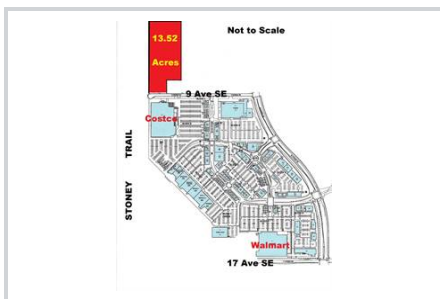 13.52
Acres
Not to Scale
9 Ave SE
Costco
STONEY TRAIL
Walmart
17 Ave SE